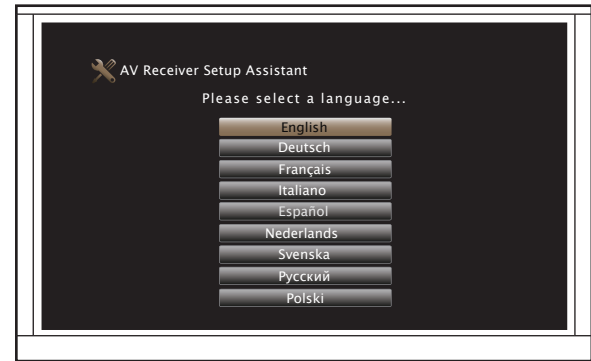 AV Receiver Setup Assistant
Please select a language...
English
Deutsch
Français
Italiano
Español
Nederlands
Svenska
Русский
Polski